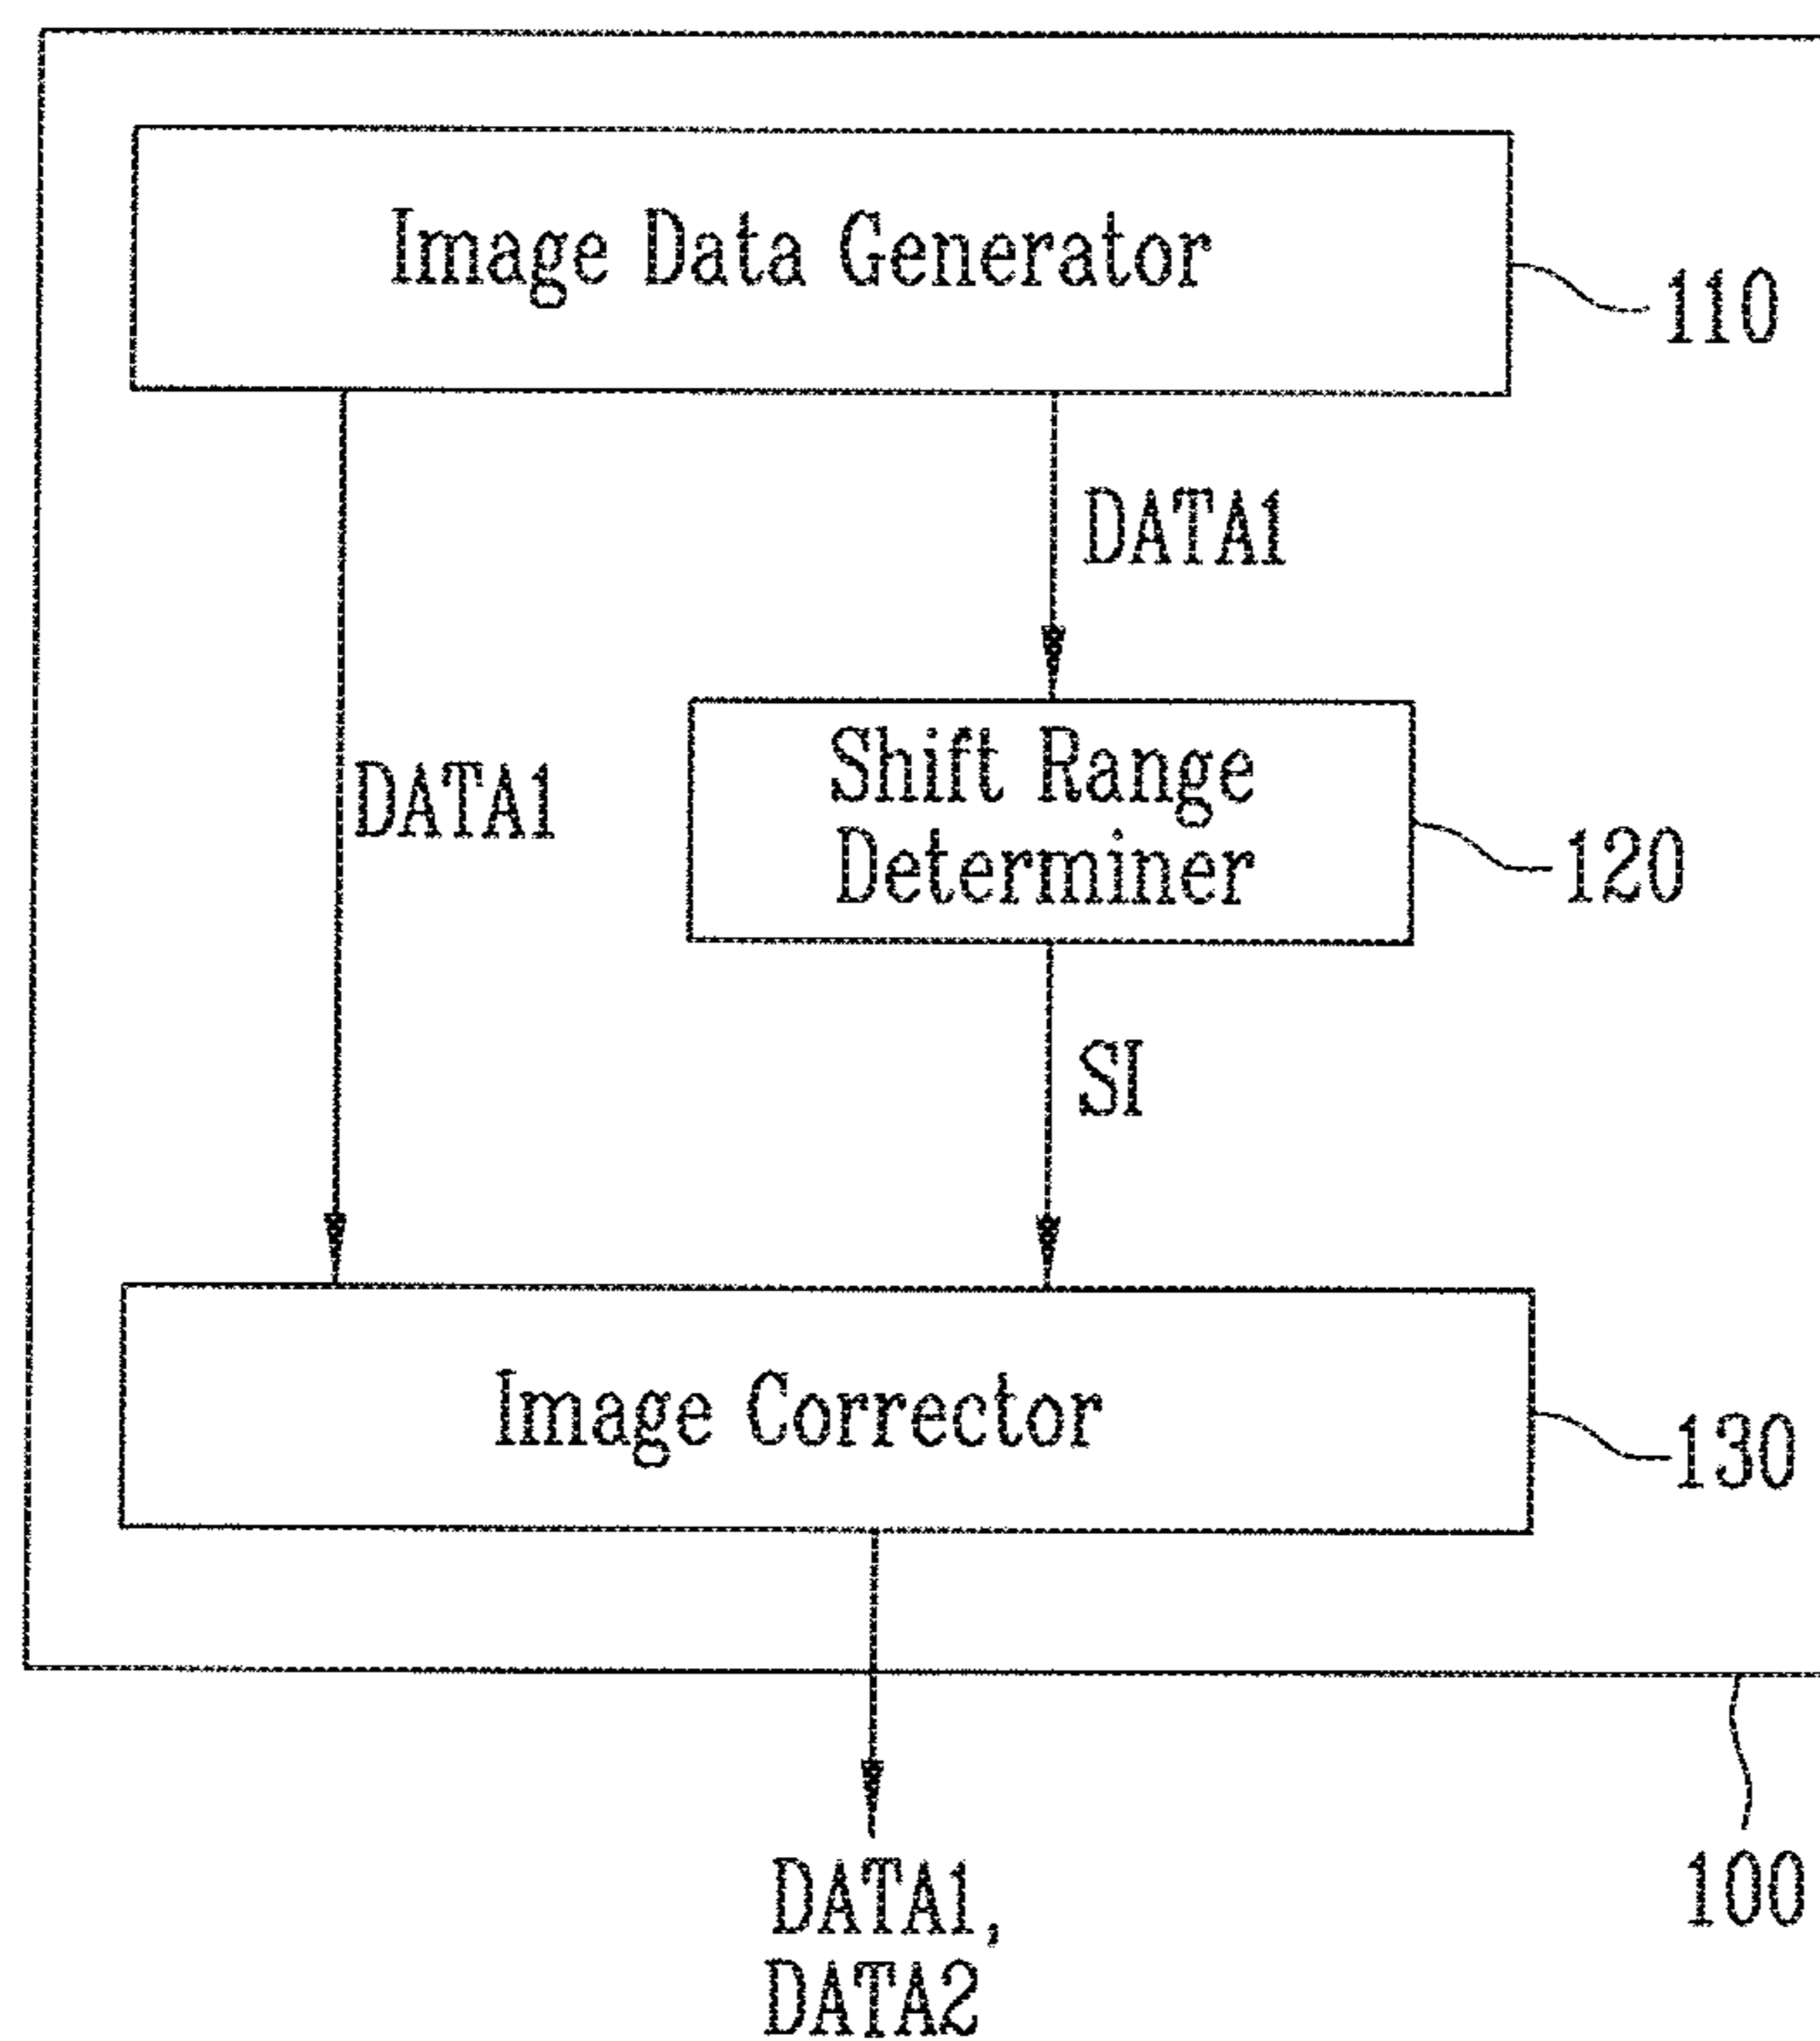 Image Data Generator
110
DATA1
DATA1
Shift Range
Determiner
120
SI
Image Corrector
130
100
DATA1,
DATA2